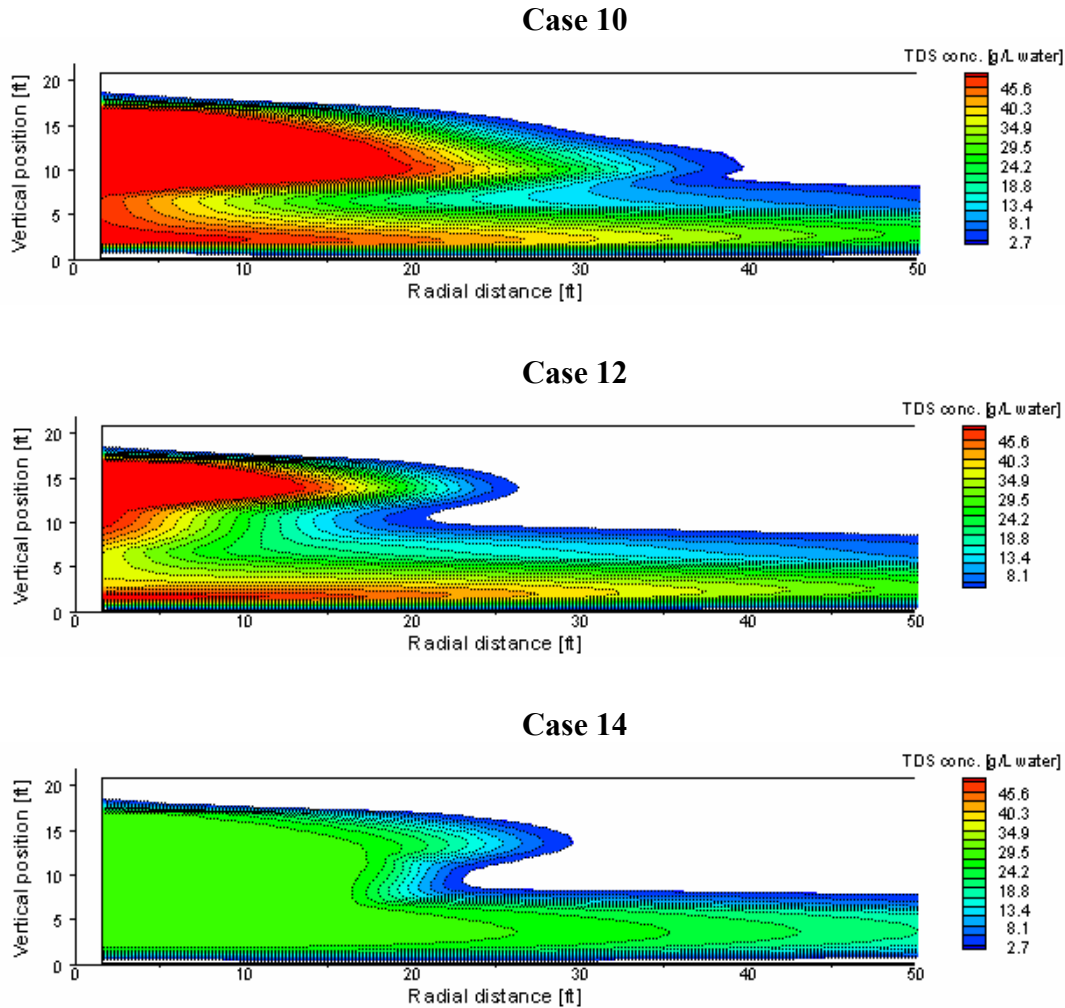 Case 10
TDS conc. [g/L water]
20
15
10
5
0
Vertical position [ft]
45.6
40.3
34.9
29.5
24.2
18.8
13.4
8.1
2.7
0 10 20 30 40 50
Radial distance [ft]
Case 12
TDS conc. [g/L water]
20
15
10
5
0
Vertical position [ft]
45.6
40.3
34.9
29.5
24.2
18.8
13.4
8.1
0 10 20 30 40 50
Radial distance [ft]
Case 14
TDS conc. [g/L water]
20
15
10
5
0
Vertical position [ft]
45.6
40.3
34.9
29.5
24.2
18.8
13.4
8.1
2.7
0 10 20 30 40 50
Radial distance [ft]